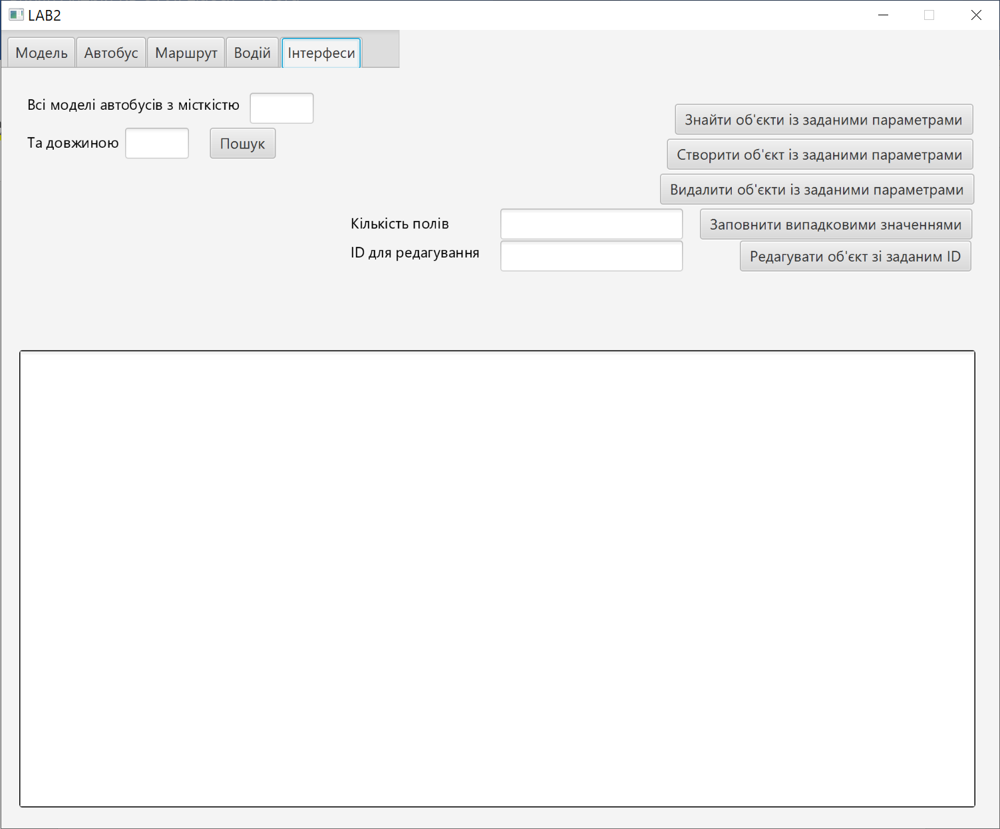 LAB2
Модель Автобус Маршрут Водій Інтерфеси
Всі моделі автобусів з місткістю
Та довжиною Пошук
Знайти об'єкти із заданими параметрами
Створити об'єкт із заданими параметрами
Видалити об'єкти із заданими параметрами
Кількість полів Заповнити випадковими значеннями
ID для редагування Редагувати об'єкт зі заданим ID